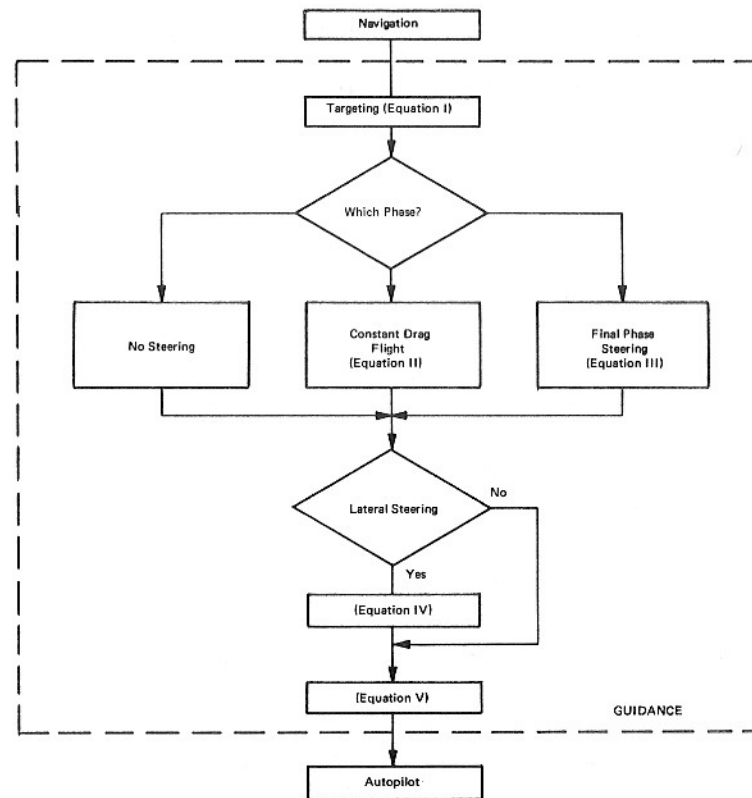 Navigation
Targeting (Equation I)
Which Phase?
No Steering
Constant Drag
Flight
(Equation II)
Final Phase
Steering
(Equation III)
Lateral Steering
No
Yes
(Equation IV)
(Equation V)
GUIDANCE
Autopilot